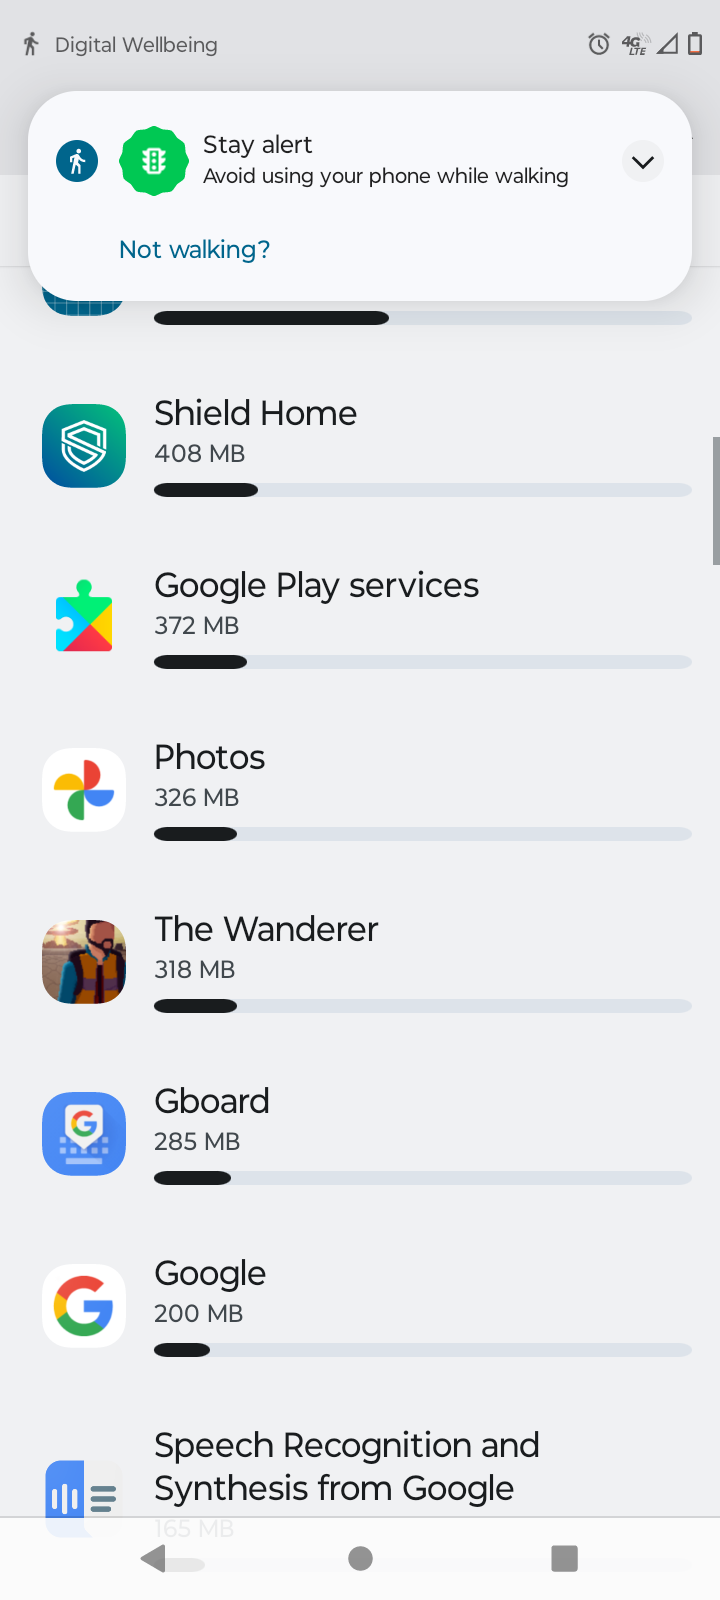 Digital Wellbeing
4G
LTE
Stay alert
Avoid using your phone while walking
Not walking?
Shield Home
408 MB
Google Play services
372 MB
Photos
326 MB
The Wanderer
318 MB
Gboard
285 MB
Google
200 MB
Speech Recognition and
Synthesis from Google
165 MB